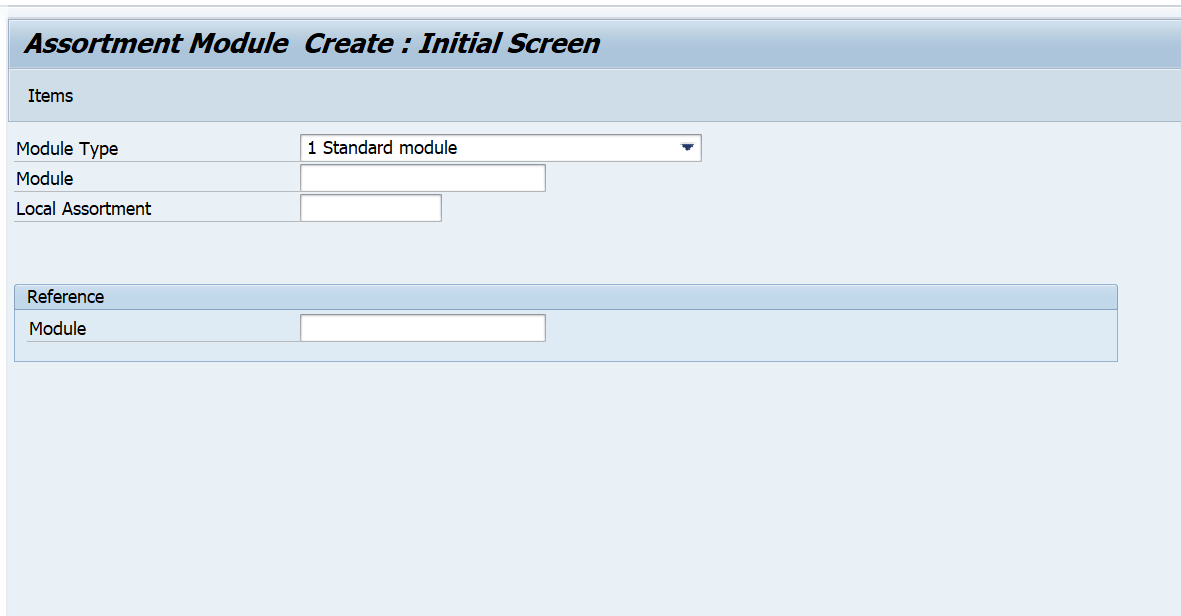 Assortment Module Create : Initial Screen
Items
Module Type 1 Standard module
Module
Local Assortment
Reference
Module